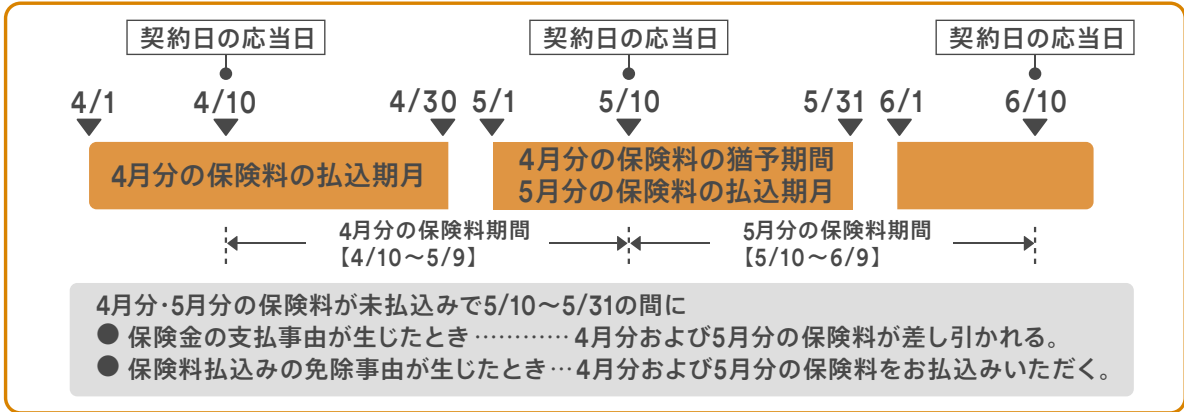 契約日の応当日 契約日の応当日 契約日の応当日
4/1 4/10 4/30 5/1 5/10 5/31 6/1 6/10
4月分の保険料の払込期月
4月分の保険料の猶予期間
5月分の保険料の払込期月
4月分の保険料期間
【4/10〜5/9】
5月分の保険料期間
【5/10〜6/9】
4月分・5月分の保険料が未払込みで5/10〜5/31の間に
● 保険金の支払事由が生じたとき………… 4月分および5月分の保険料が差し引かれる。
● 保険料払込みの免除事由が生じたとき… 4月分および5月分の保険料をお払込みいただく。